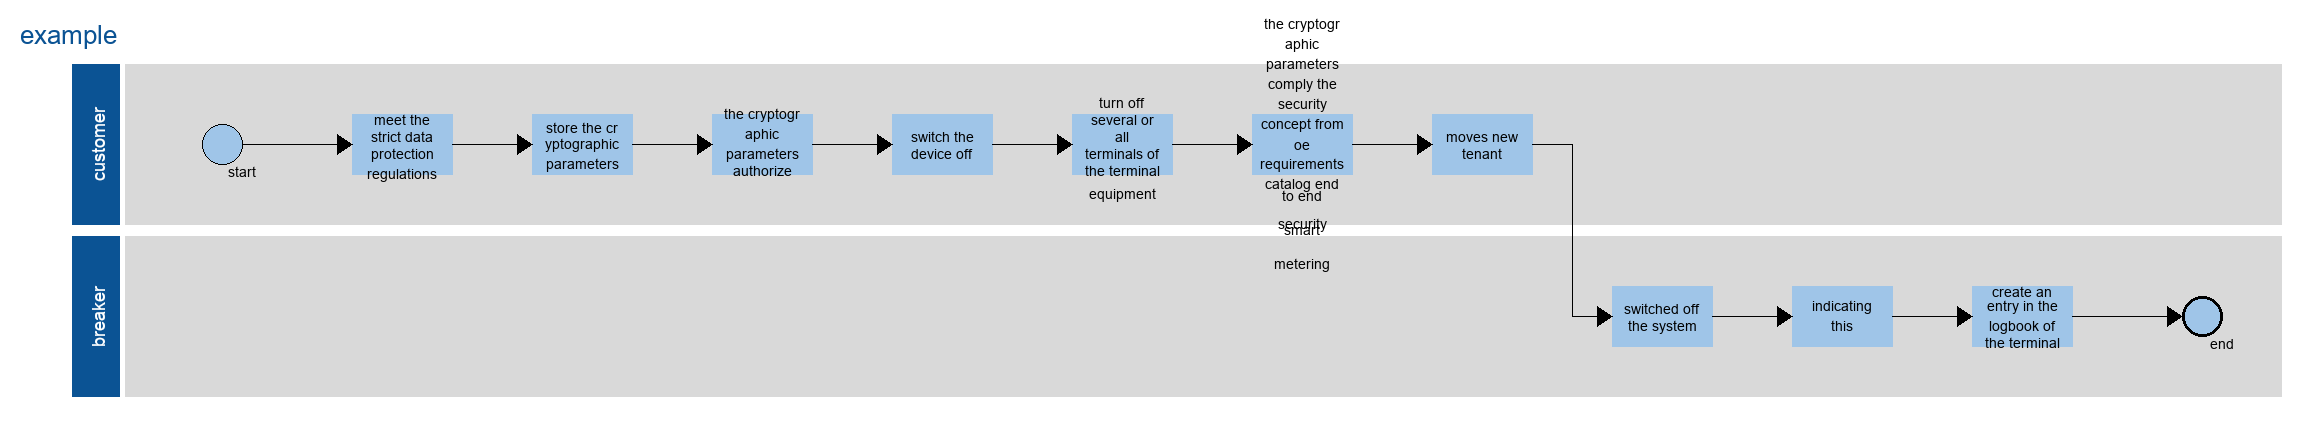 example
customer
start
meet the
strict data
protection
regulations
store the cr
yptographic
parameters
the cryptogr
aphic
parameters
authorize
switch the
device off
turn off
several or
all
terminals of
the terminal
equipment
the cryptogr
aphic
parameters
comply the
security
concept from
oe
requirements
catalog end
to end
security
smart
metering
moves new
tenant
breaker
switched off
the system
indicating
this
create an
entry in the
logbook of
the terminal
end